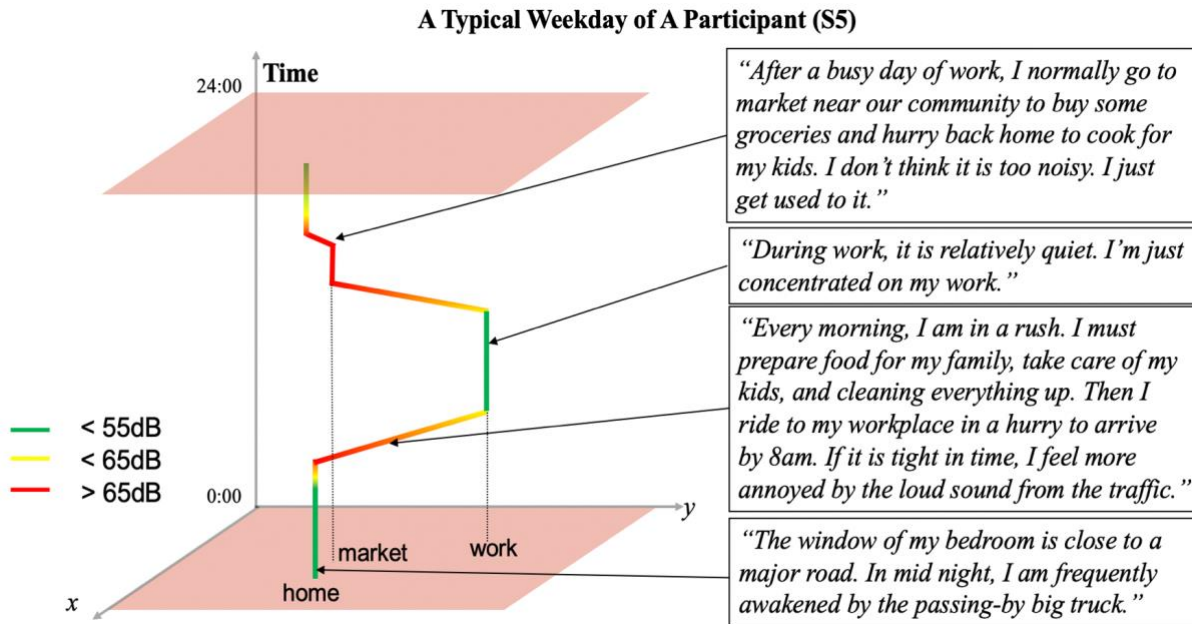 A Typical Weekday of A Participant (S5)
Time
24:00
0:00
< 55dB
< 65dB
> 65dB
y
x
market
work
home
“After a busy day of work, I normally go to
market near our community to buy some
groceries and hurry back home to cook for
my kids. I don’t think it is too noisy. I just
get used to it.”
“During work, it is relatively quiet. I’m just
concentrated on my work.”
“Every morning, I am in a rush. I must
prepare food for my family, take care of my
kids, and cleaning everything up. Then I
ride to my workplace in a hurry to arrive
by 8am. If it is tight in time, I feel more
annoyed by the loud sound from the traffic.”
“The window of my bedroom is close to a
major road. In mid night, I am frequently
awakened by the passing-by big truck.”